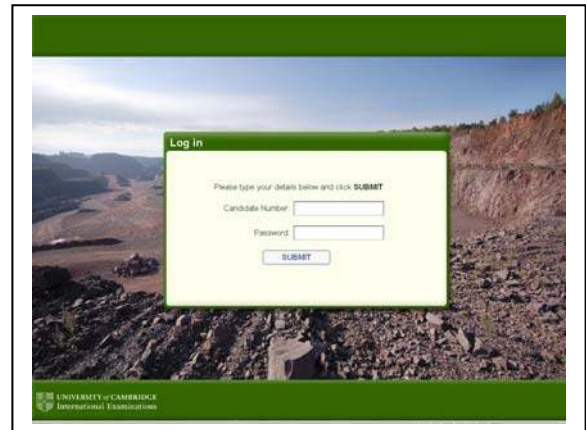 Log in
Please type your details below and click SUBMIT
Candidate Number:
Password:
SUBMIT
UNIVERSITY of CAMBRIDGE
International Examinations